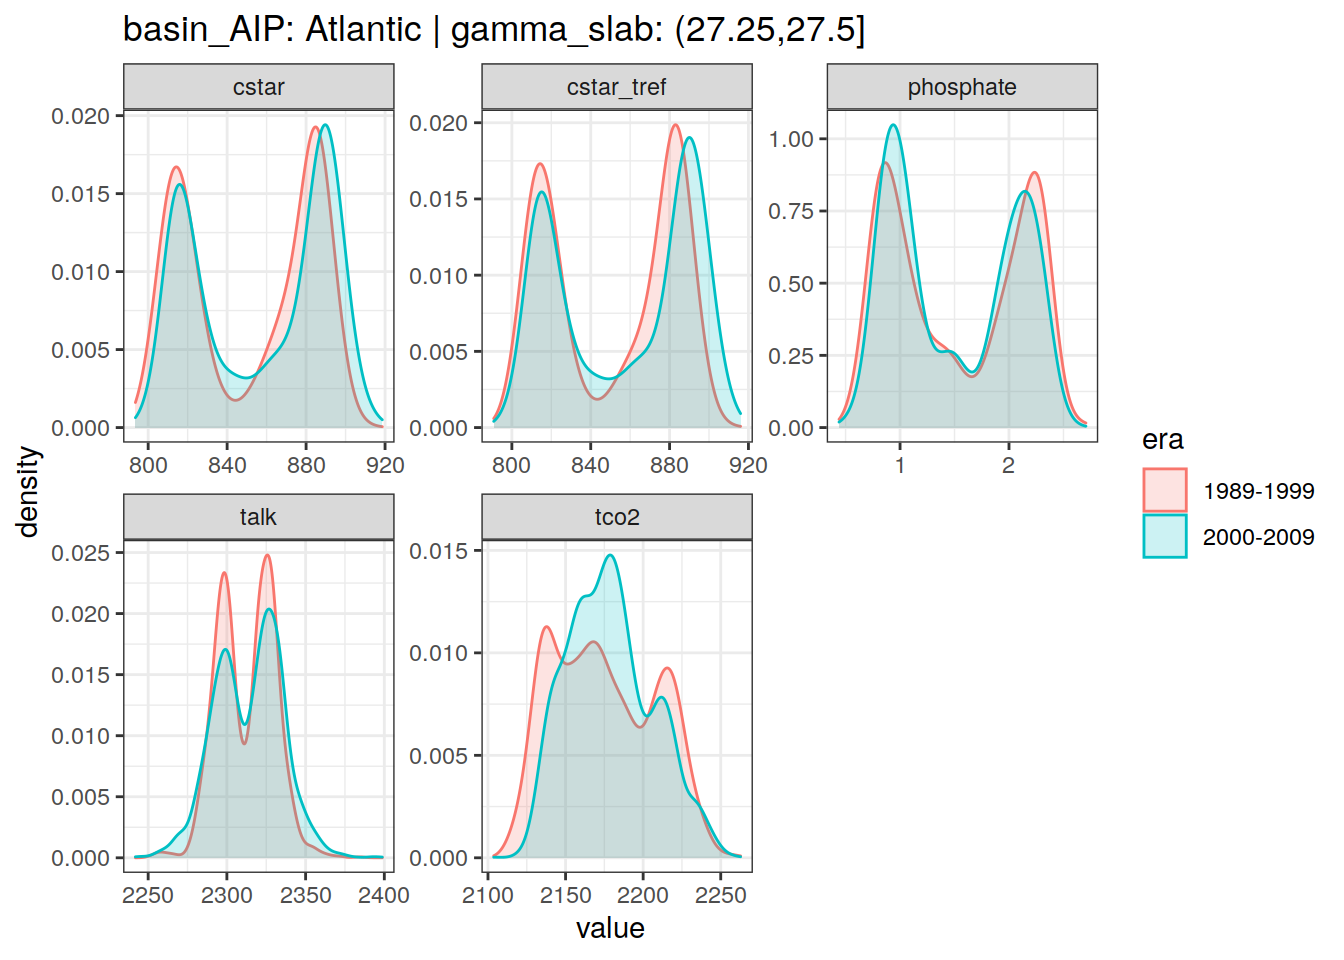 basin_AIP: Atlantic | gamma_slab: (27.25,27.5]
cstar
cstar_tref
phosphate
0.020
0.015
0.010
0.005
0.000
0.020
0.015
0.010
0.005
0.000
1.00
0.75
0.50
0.25
0.00
800 840 880 920
800 840 880 920
1 2
talk
tco2
0.025
0.020
0.015
0.010
0.005
0.000
0.015
0.010
0.005
0.000
2250 2300 2350 2400
2100 2150 2200 2250
density
value
era
1989-1999
2000-2009